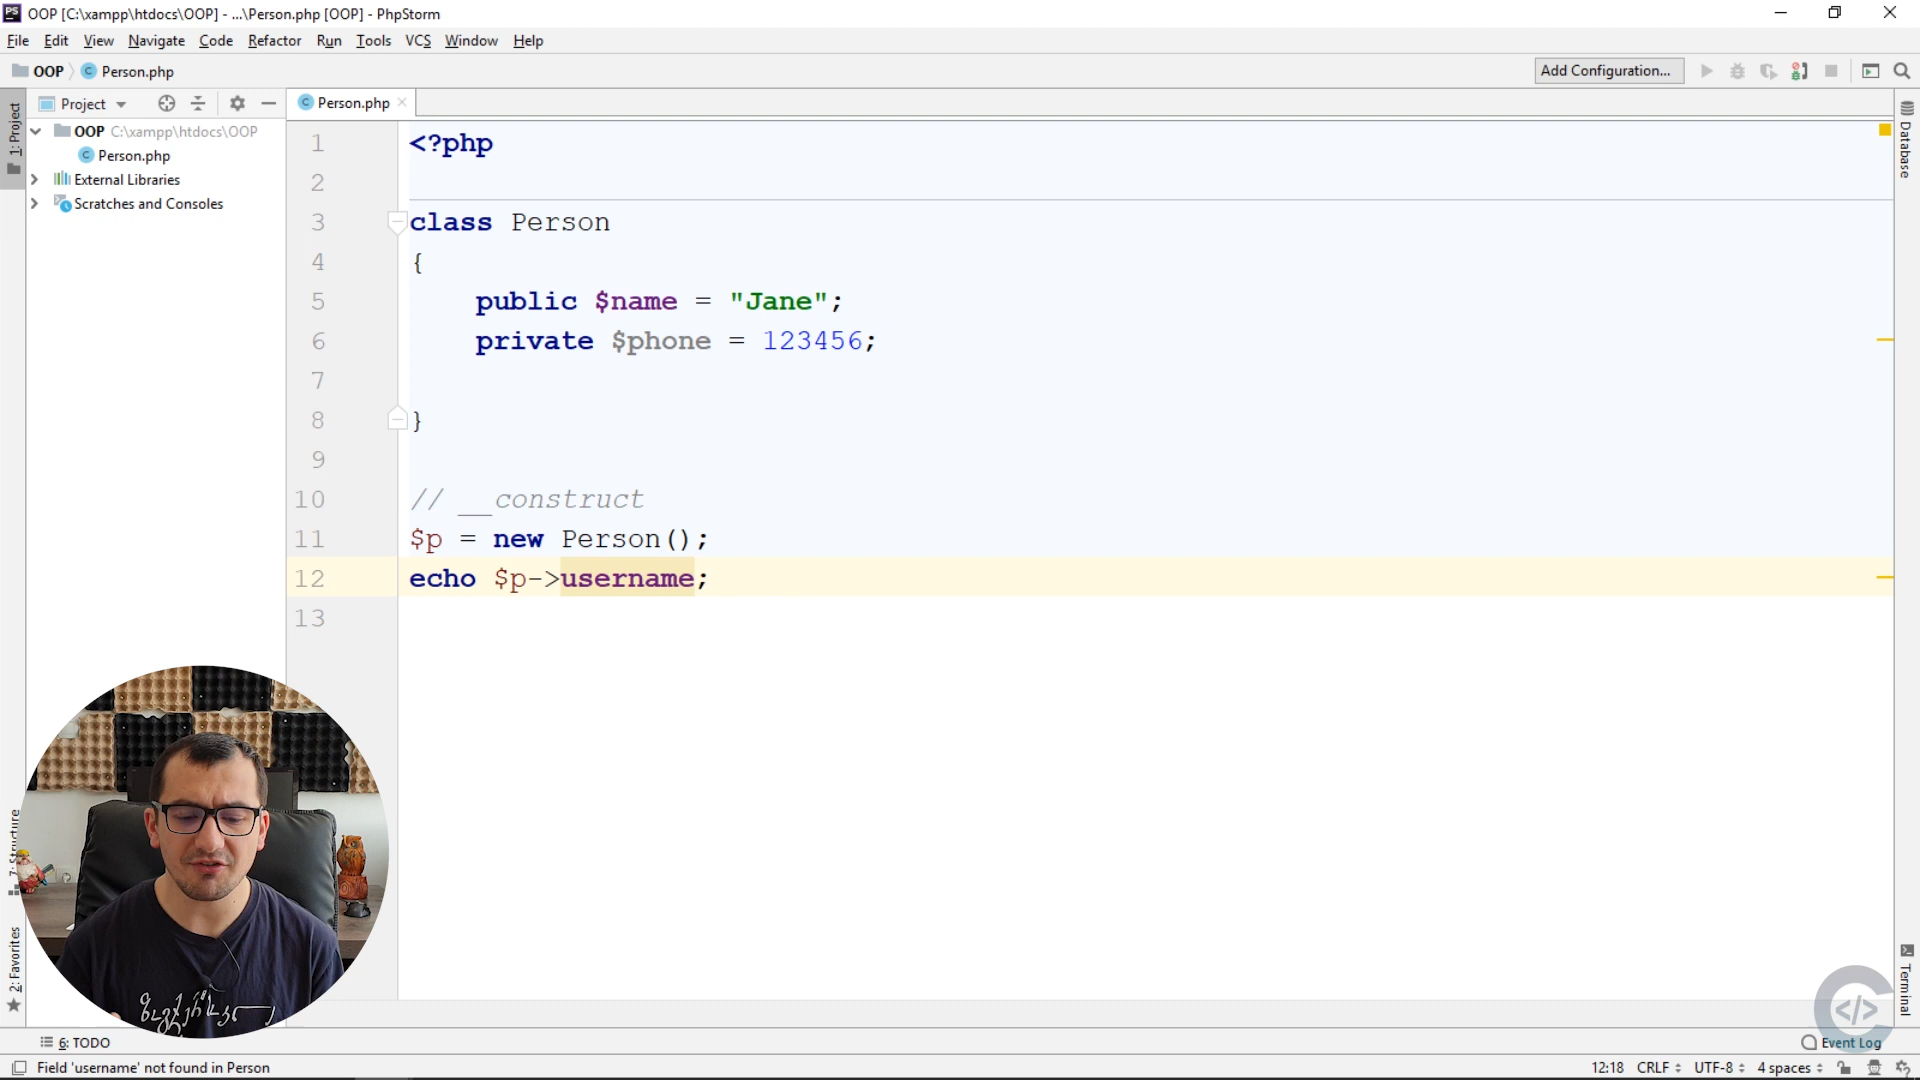 OOP [C:\xampp\htdocs\OOP] - ...\Person.php [OOP] - PhpStorm
File Edit View Navigate Code Refactor Run Tools VCS Window Help
OOP Person.php
Add Configuration...
1: Project
Project
Person.php
Database
OOP C:\xampp\htdocs\OOP
Person.php
External Libraries
Scratches and Consoles
1 <?php
2
3 class Person
4 {
5 public $name = "Jane";
6 private $phone = 123456;
7
8 }
9
10 // __construct
11 $p = new Person();
12 echo $p->username;
13
7: Structure
2: Favorites
Terminal
6: TODO
Event Log
Field 'username' not found in Person
12:18 CRLF UTF-8 4 spaces